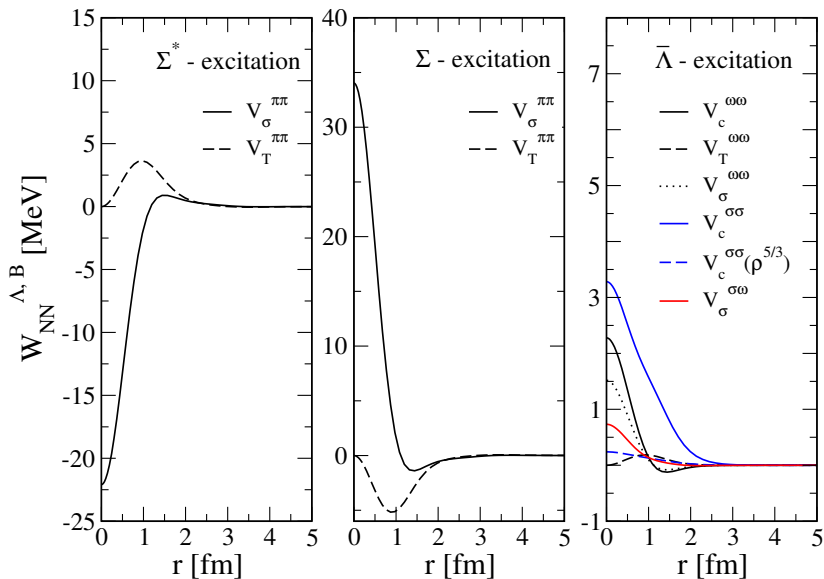 Σ* - excitation
V_σ^ππ
V_T^ππ
W_NN^Λ, B [MeV]
15
10
5
0
-5
-10
-15
-20
-25
0 1 2 3 4 5
r [fm]
Σ - excitation
V_σ^ππ
V_T^ππ
40
30
20
10
0
0 1 2 3 4 5
r [fm]
Λ̅ - excitation
V_c^ωω
V_T^ωω
V_σ^ωω
V_c^σσ
V_c^σσ(ρ^5/3)
V_σ^σω
7
5
3
1
-1
0 1 2 3 4 5
r [fm]